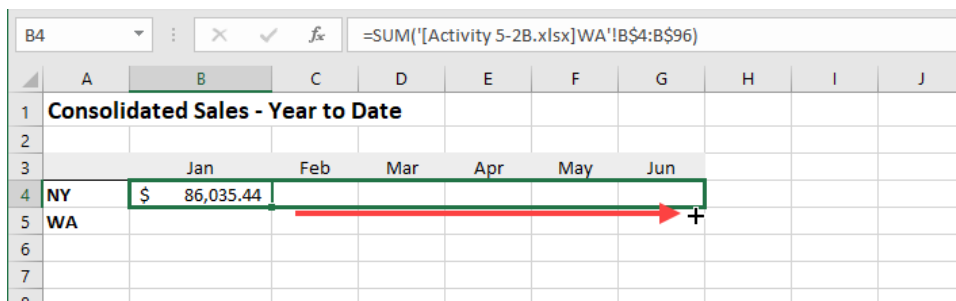 B4 fx =SUM('[Activity 5-2B.xlsx]WA'!B$4:B$96)
A B C D E F G H I J
1 Consolidated Sales - Year to Date
2
3 Jan Feb Mar Apr May Jun
4 NY $ 86,035.44
5 WA
6
7